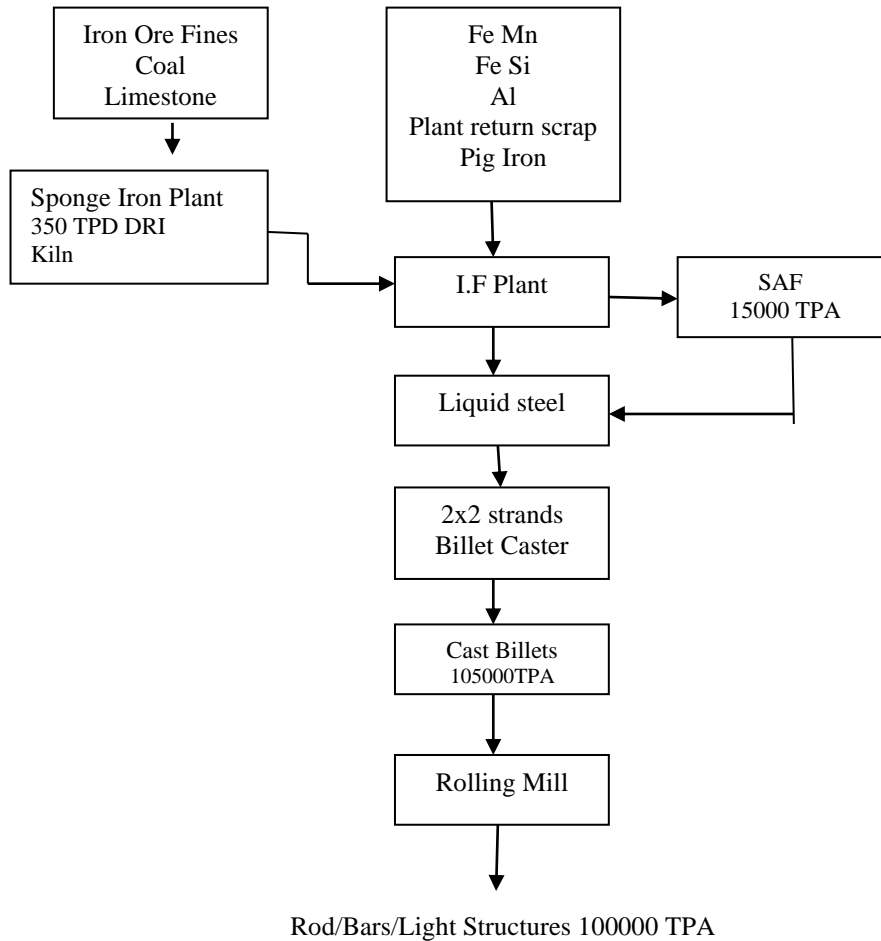 Iron Ore Fines
Coal
Limestone
Fe Mn
Fe Si
Al
Plant return scrap
Pig Iron
Sponge Iron Plant
350 TPD DRI
Kiln
I.F Plant
SAF
15000 TPA
Liquid steel
2x2 strands
Billet Caster
Cast Billets
105000TPA
Rolling Mill
Rod/Bars/Light Structures 100000 TPA